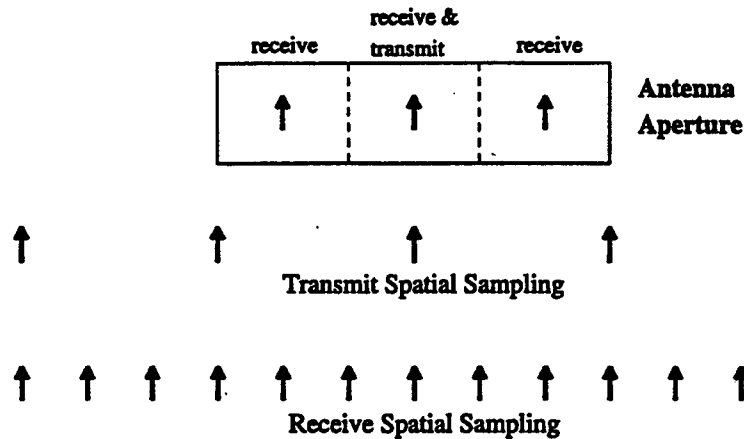 receive
receive &
transmit
receive
Antenna
Aperture
Transmit Spatial Sampling
Receive Spatial Sampling